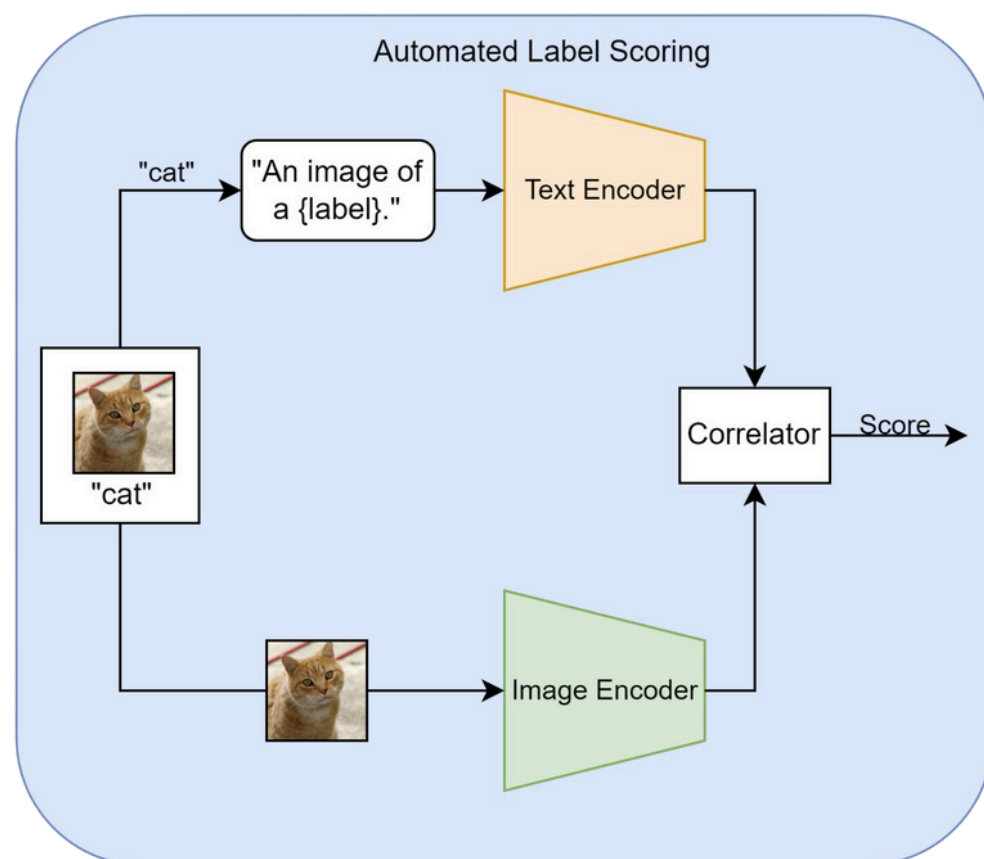 Automated Label Scoring
"cat"
"An image of
a {label}."
Text Encoder
"cat"
Correlator
Score
Image Encoder